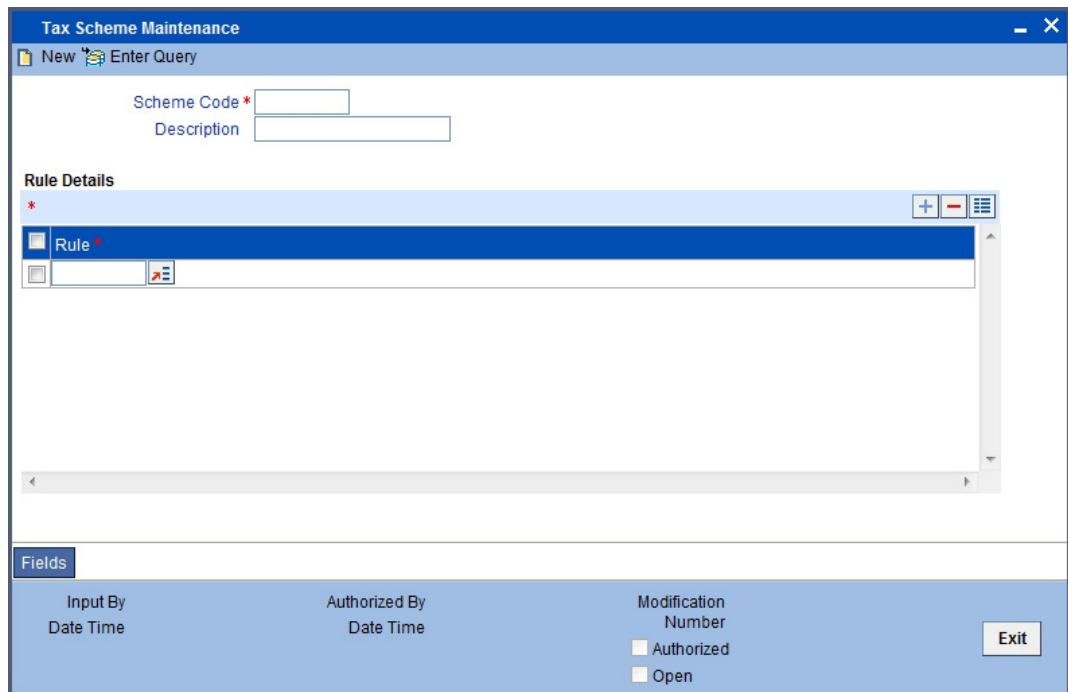 Tax Scheme Maintenance
New Enter Query
Scheme Code *
Description
Rule Details
*
Rule *
Fields
Input By
Date Time
Authorized By
Date Time
Modification
Number
Authorized
Open
Exit